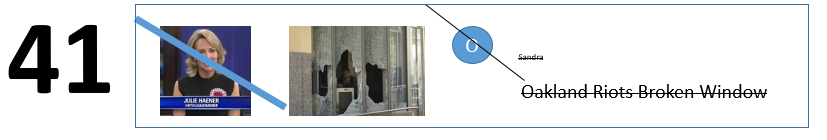 41
JULIE HAENER
O
Sandra
Oakland Riots Broken Window